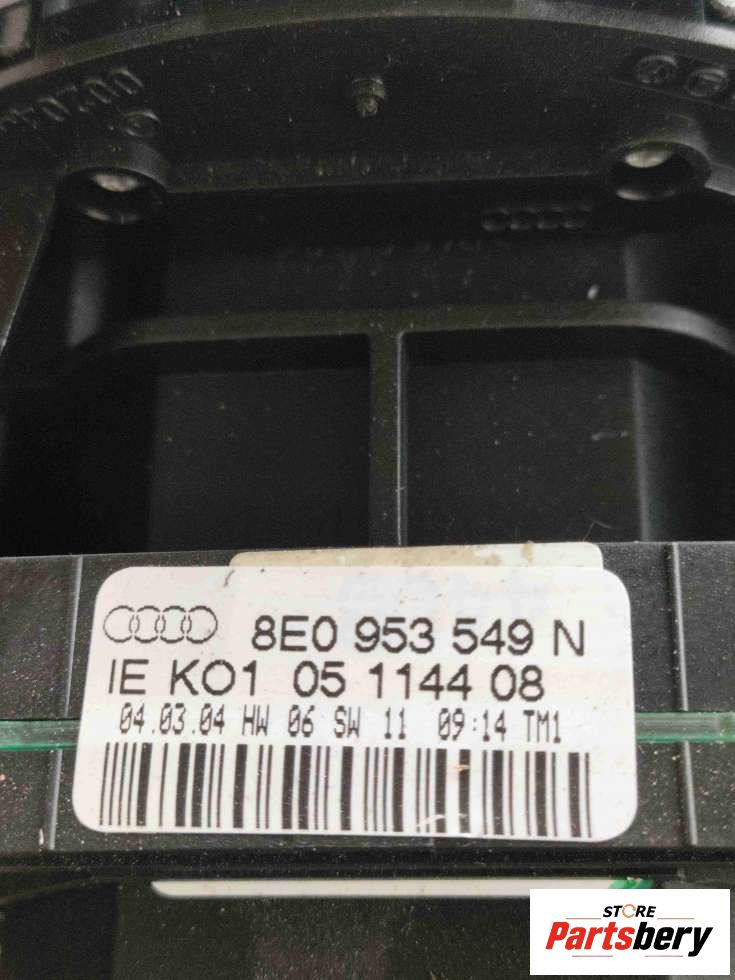 8E0 953 549 N
IE KO1 05 1144 08
04.03.04 HW 06 SW 11 09:14 TM1
STORE
Partsbery